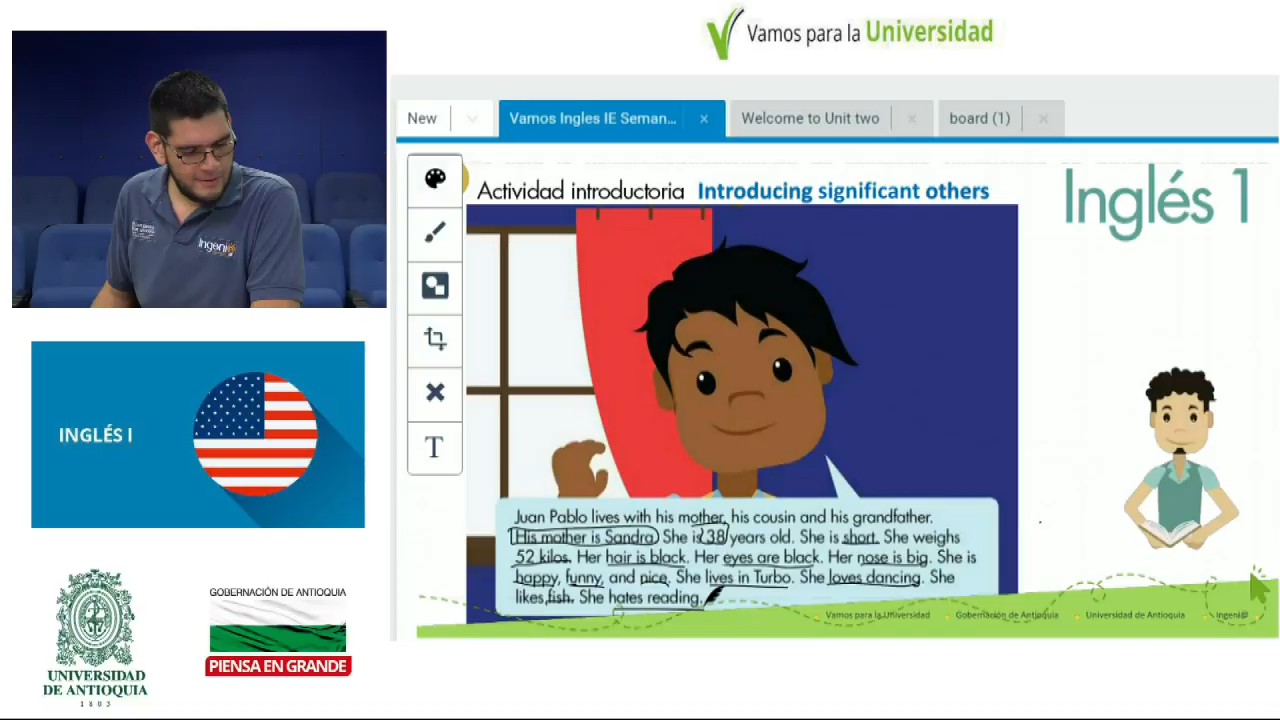 Vamos para la Universidad
New
Vamos Ingles IE Seman...
Welcome to Unit two
board (1)
Actividad introductoria Introducing significant others
Inglés 1
T
INGLÉS I
Juan Pablo lives with his mother, his cousin and his grandfather.
His mother is Sandra. She is 38 years old. She is short. She weighs
52 kilos. Her hair is black. Her eyes are black. Her nose is big. She is
happy, funny, and nice. She lives in Turbo. She loves dancing. She
likes fish. She hates reading.
Vamos para la Universidad
Gobernación de Antioquia
Universidad de Antioquia
Ingeni@
Ingeni@
UNIVERSIDAD
DE ANTIOQUIA
1803
GOBERNACIÓN DE ANTIOQUIA
PIENSA EN GRANDE